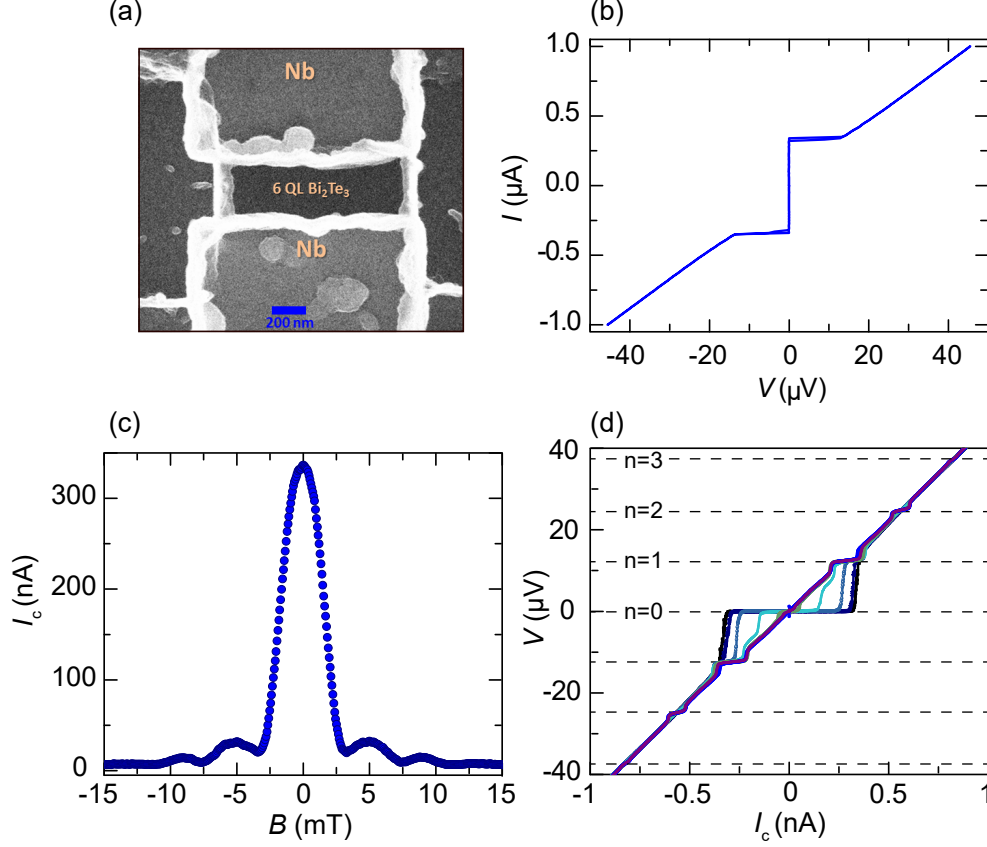 (a)
Nb
6 QL Bi₂Te₃
Nb
200 nm
(b)
1.0
0.5
0.0
-0.5
-1.0
I (μA)
-40 -20 0 20 40
V (μV)
(c)
300
200
100
0
I_c (nA)
-15 -10 -5 0 5 10 15
B (mT)
(d)
40
20
0
-20
-40
V (μV)
n=3
n=2
n=1
n=0
-1 -0.5 0 0.5 1
I_c (nA)